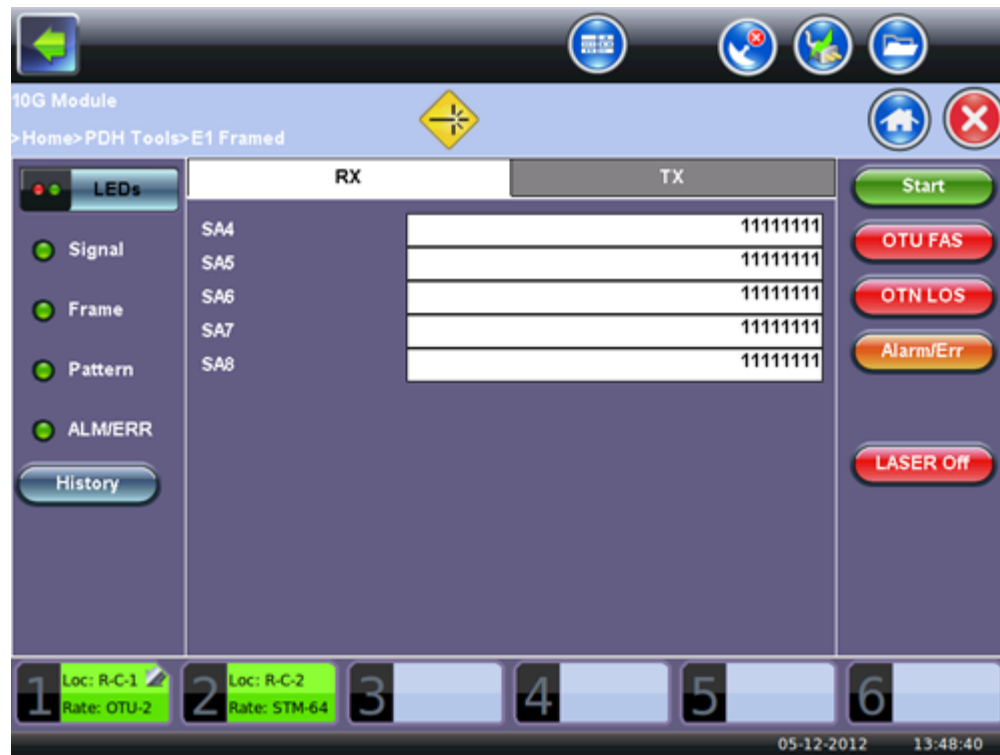 10G Module
>Home>PDH Tools>E1 Framed
LEDs
RX
TX
Start
Signal
SA4
11111111
OTU FAS
SA5
11111111
Frame
SA6
11111111
OTN LOS
SA7
11111111
Pattern
SA8
11111111
Alarm/Err
ALM/ERR
History
LASER Off
1
Loc: R-C-1
Rate: OTU-2
2
Loc: R-C-2
Rate: STM-64
3
4
5
6
05-12-2012 13:48:40